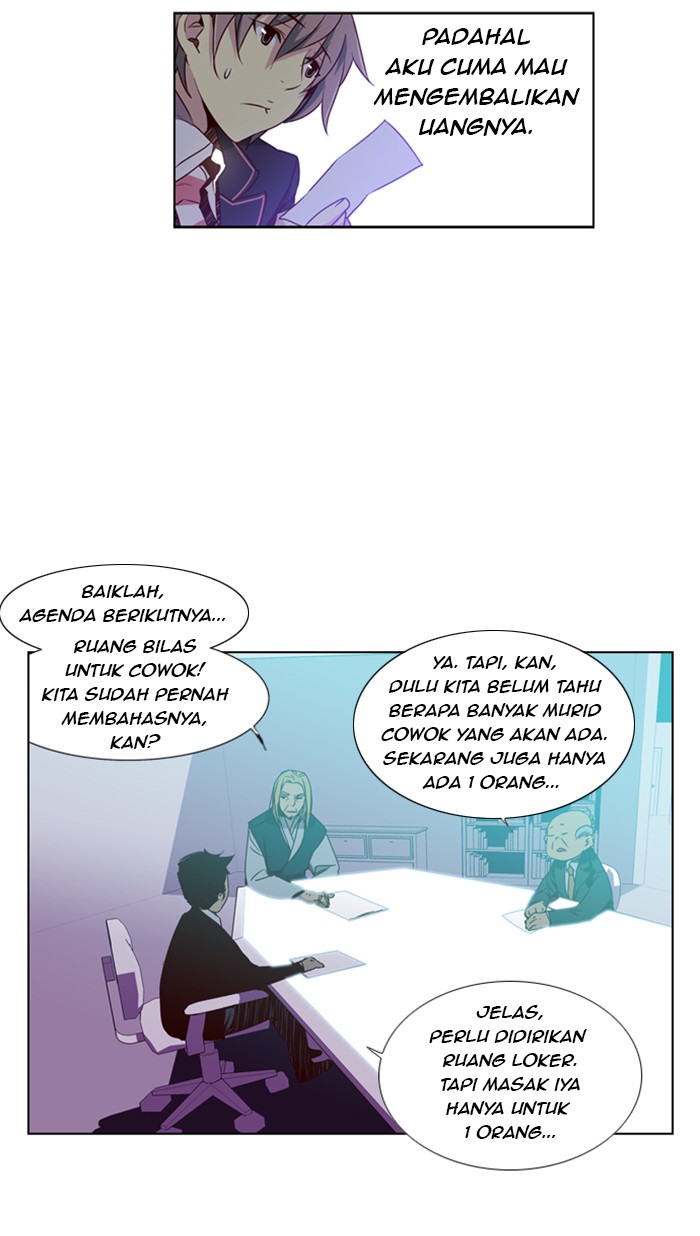 PADAHAL
AKU CUMA MAU
MENGEMBALIKAN
UANGNYA.
BAIKLAH,
AGENDA BERIKUTNYA...
RUANG BILAS
UNTUK COWOK!
KITA SUDAH PERNAH
MEMBAHASNYA,
KAN?
YA. TAPI, KAN,
DULU KITA BELUM TAHU
BERAPA BANYAK MURID
COWOK YANG AKAN ADA.
SEKARANG JUGA HANYA
ADA 1 ORANG...
JELAS,
PERLU DIDIRIKAN
RUANG LOKER.
TAPI MASAK IYA
HANYA UNTUK
1 ORANG...